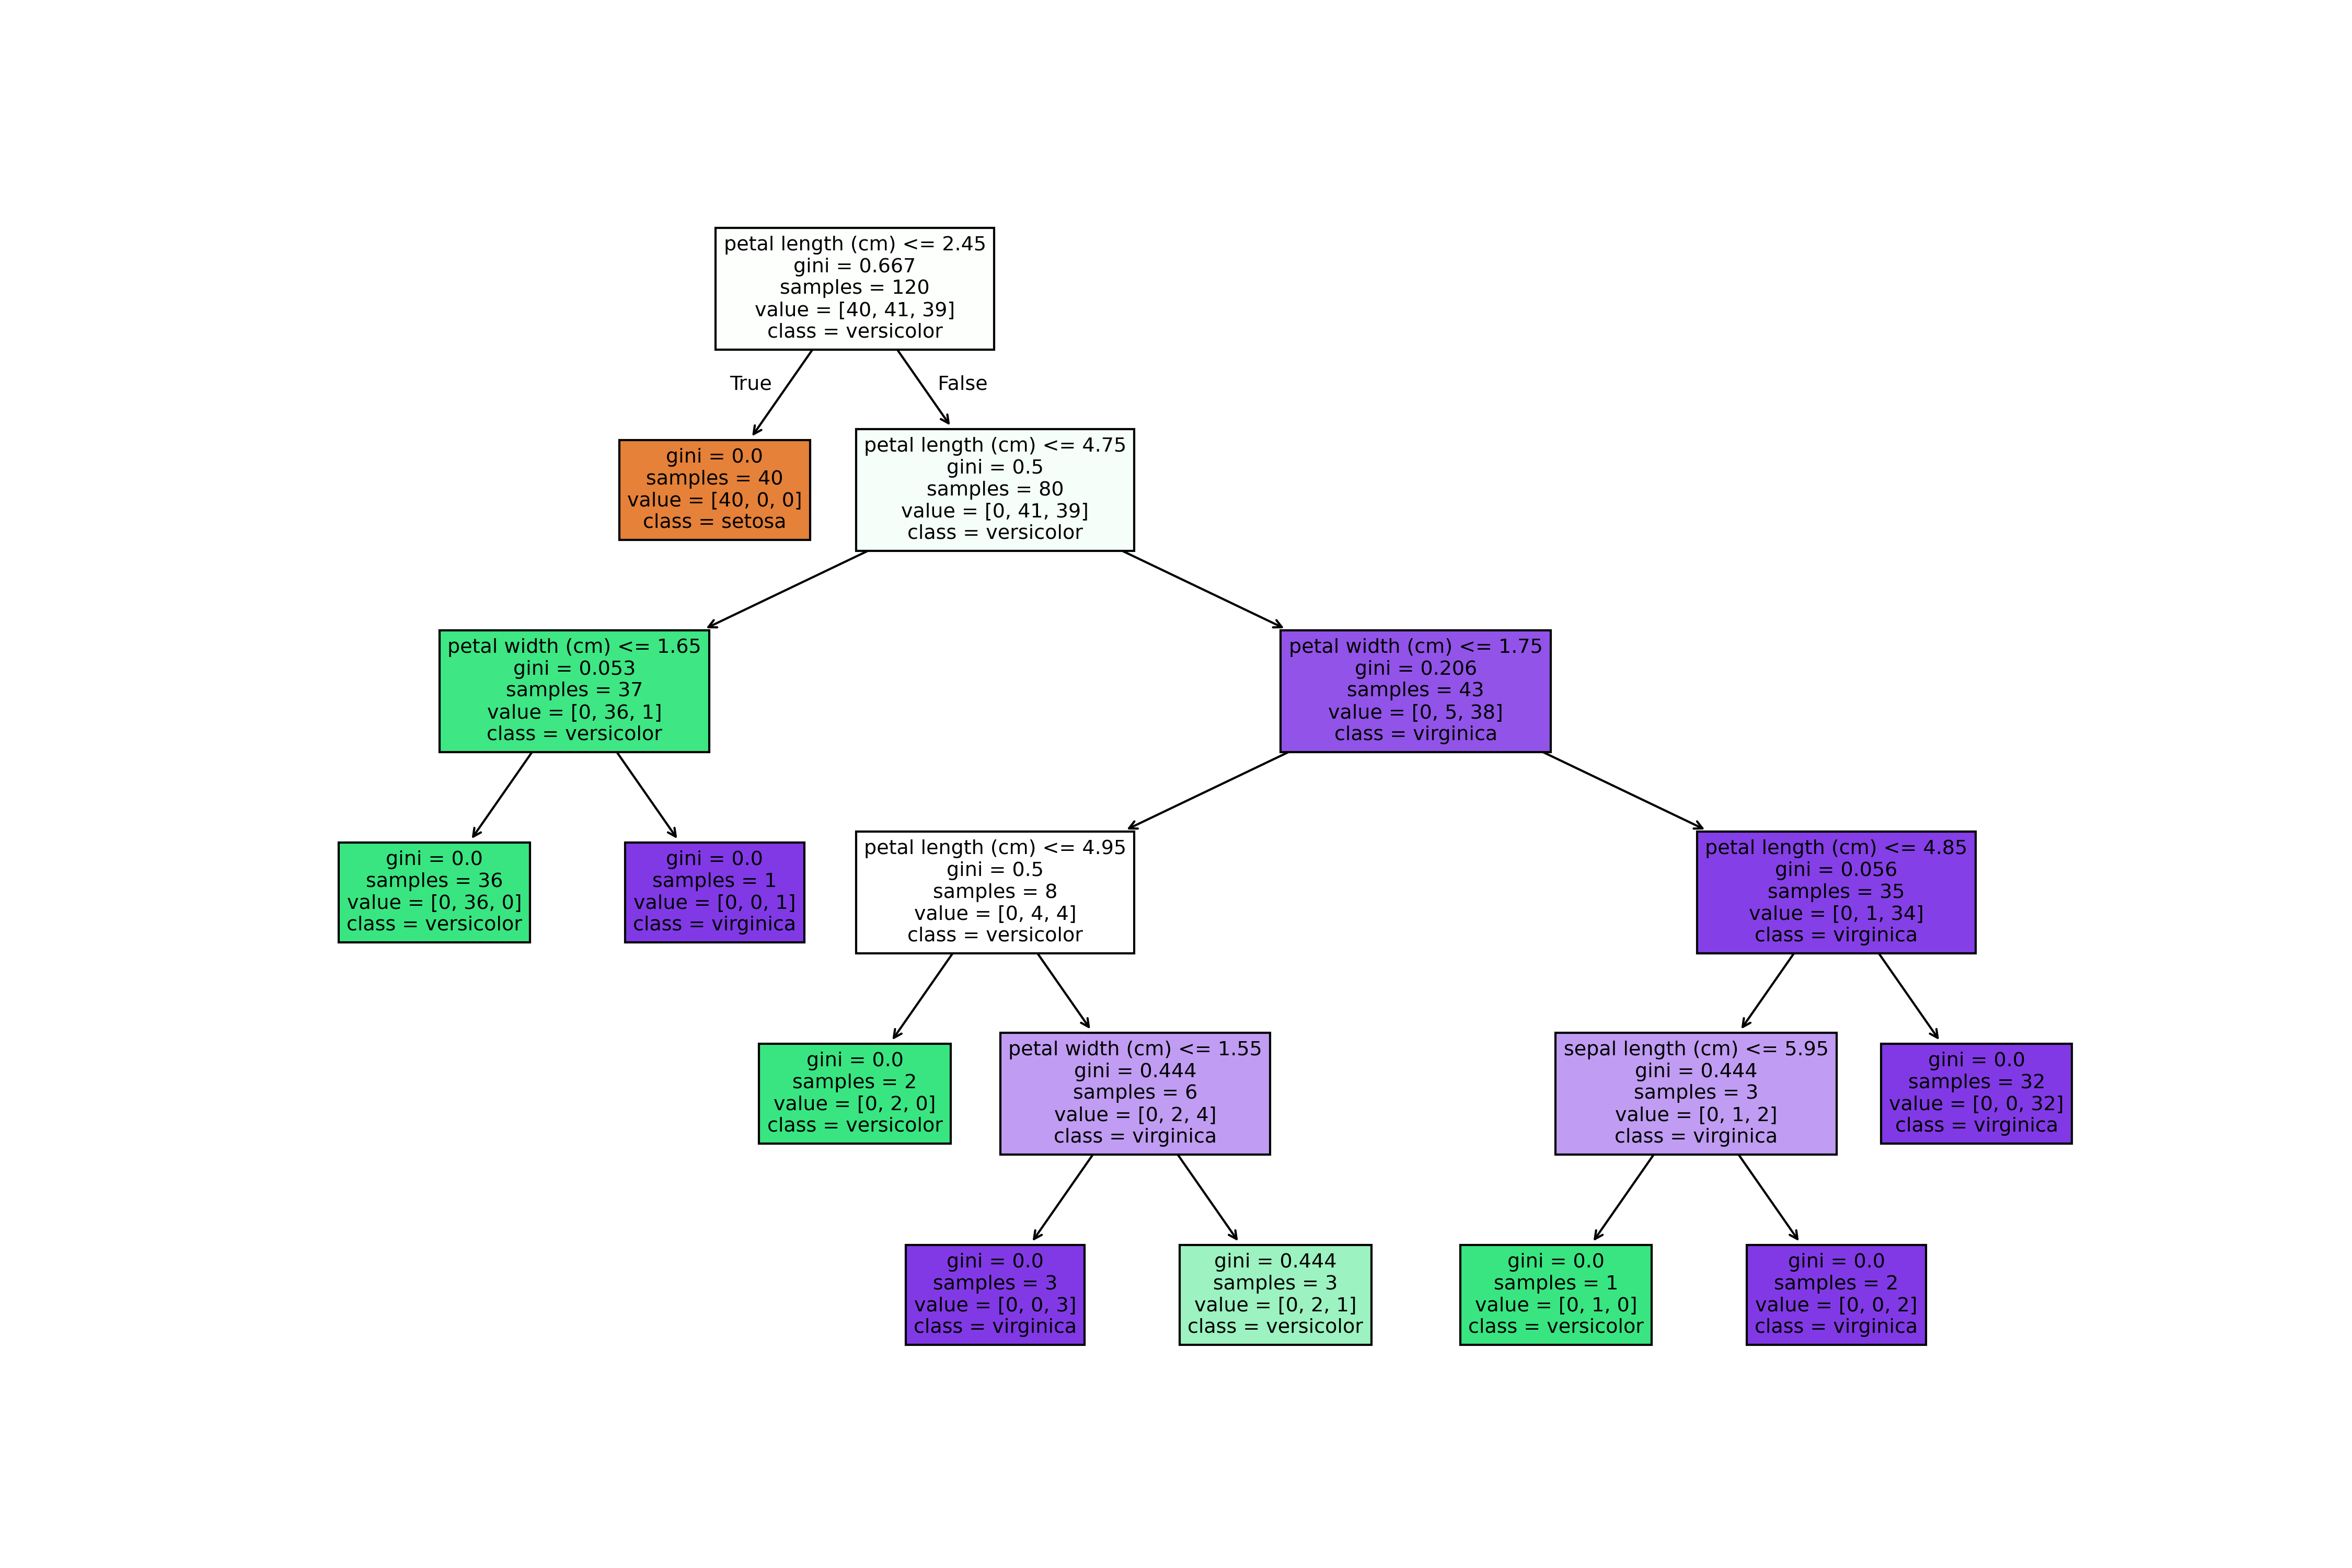 petal length (cm) <= 2.45
gini = 0.667
samples = 120
value = [40, 41, 39]
class = versicolor
True
False
gini = 0.0
samples = 40
value = [40, 0, 0]
class = setosa
petal length (cm) <= 4.75
gini = 0.5
samples = 80
value = [0, 41, 39]
class = versicolor
petal width (cm) <= 1.65
gini = 0.053
samples = 37
value = [0, 36, 1]
class = versicolor
petal width (cm) <= 1.75
gini = 0.206
samples = 43
value = [0, 5, 38]
class = virginica
gini = 0.0
samples = 36
value = [0, 36, 0]
class = versicolor
gini = 0.0
samples = 1
value = [0, 0, 1]
class = virginica
petal length (cm) <= 4.95
gini = 0.5
samples = 8
value = [0, 4, 4]
class = versicolor
petal length (cm) <= 4.85
gini = 0.056
samples = 35
value = [0, 1, 34]
class = virginica
gini = 0.0
samples = 2
value = [0, 2, 0]
class = versicolor
petal width (cm) <= 1.55
gini = 0.444
samples = 6
value = [0, 2, 4]
class = virginica
sepal length (cm) <= 5.95
gini = 0.444
samples = 3
value = [0, 1, 2]
class = virginica
gini = 0.0
samples = 32
value = [0, 0, 32]
class = virginica
gini = 0.0
samples = 3
value = [0, 0, 3]
class = virginica
gini = 0.444
samples = 3
value = [0, 2, 1]
class = versicolor
gini = 0.0
samples = 1
value = [0, 1, 0]
class = versicolor
gini = 0.0
samples = 2
value = [0, 0, 2]
class = virginica